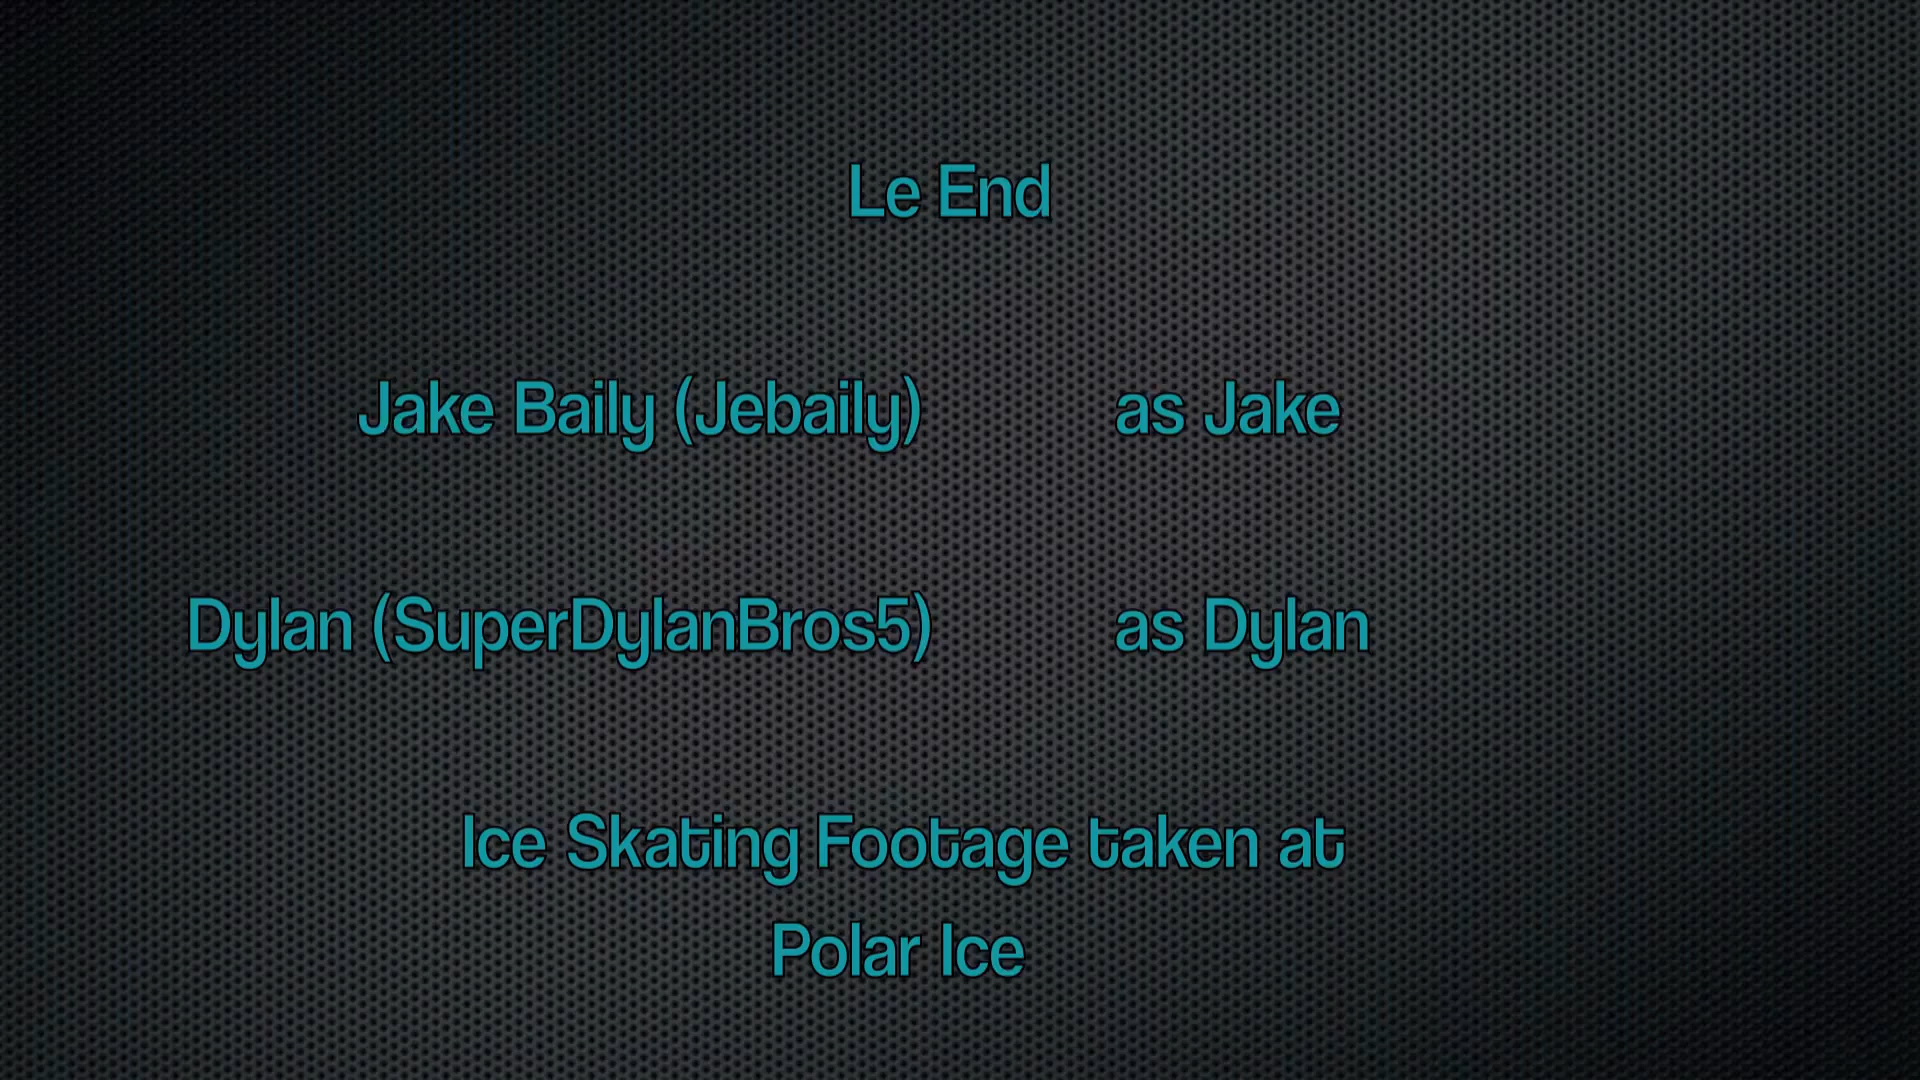 Le End
Jake Baily (Jebaily) as Jake
Dylan (SuperDylanBros5) as Dylan
Ice Skating Footage taken at
Polar Ice